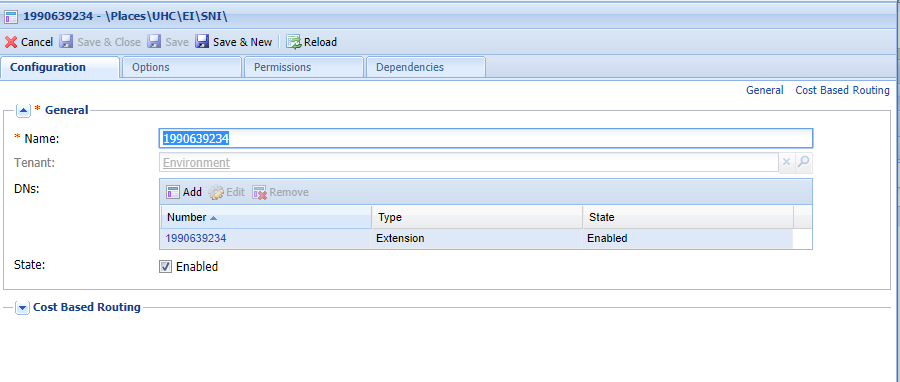 1990639234 - \Places\UHC\EI\SNI\
Cancel Save & Close Save Save & New Reload
Configuration Options Permissions Dependencies
General Cost Based Routing
* General
* Name: 1990639234
Tenant: Environment
DNs: Add Edit Remove
Number Type State
1990639234 Extension Enabled
State: Enabled
Cost Based Routing